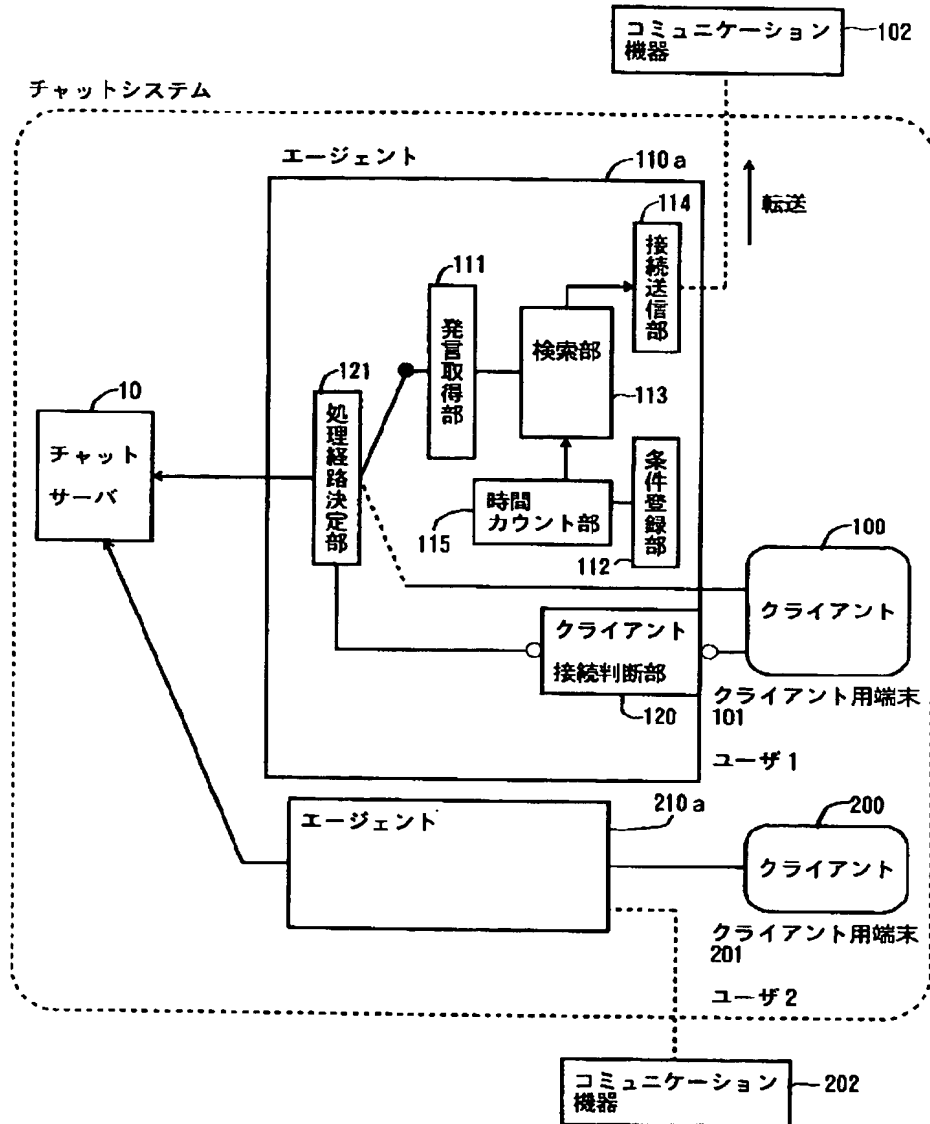 コミュニケーション
機器
102
チャットシステム
エージェント
110a
転送
114
接続送信部
111
発言取得部
検索部
113
121
処理経路決定部
10
チャット
サーバ
時間
カウント部
115
条件登録部
112
100
クライアント
クライアント
接続判断部
120
クライアント用端末
101
ユーザ1
エージェント
210a
200
クライアント
クライアント用端末
201
ユーザ2
コミュニケーション
機器
202